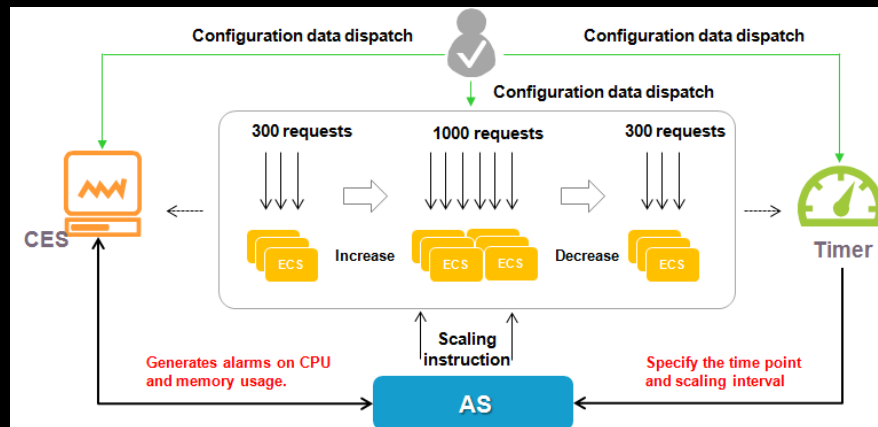 Configuration data dispatch
Configuration data dispatch
Configuration data dispatch
300 requests
1000 requests
300 requests
CES
ECS
Increase
ECS
ECS
Decrease
ECS
Timer
Scaling
instruction
Generates alarms on CPU
and memory usage.
Specify the time point
and scaling interval
AS